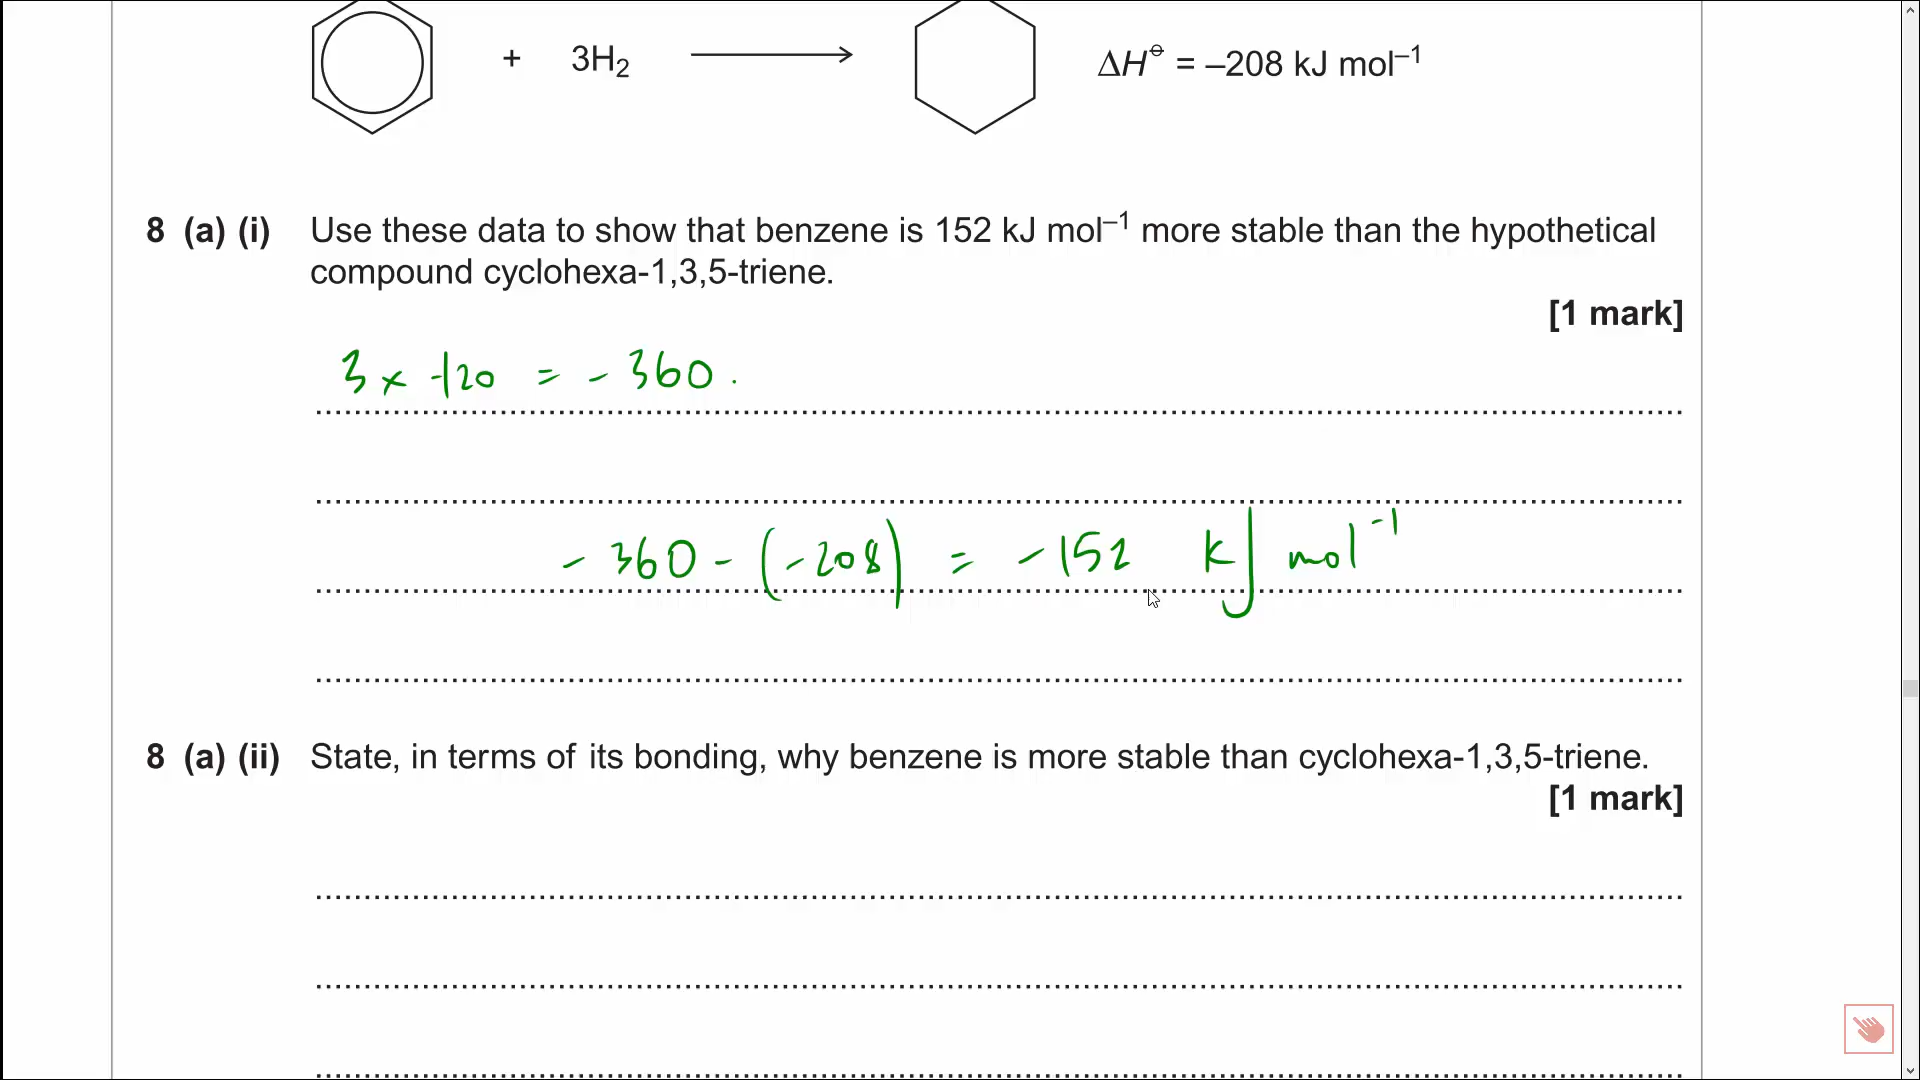 + 3H₂ ⟶ ΔH⦵ = –208 kJ mol⁻¹
8 (a) (i) Use these data to show that benzene is 152 kJ mol⁻¹ more stable than the hypothetical
compound cyclohexa-1,3,5-triene.
[1 mark]
3 × -120 = - 360.
- 360 - (-208) = - 152 kJ mol⁻¹
8 (a) (ii) State, in terms of its bonding, why benzene is more stable than cyclohexa-1,3,5-triene.
[1 mark]